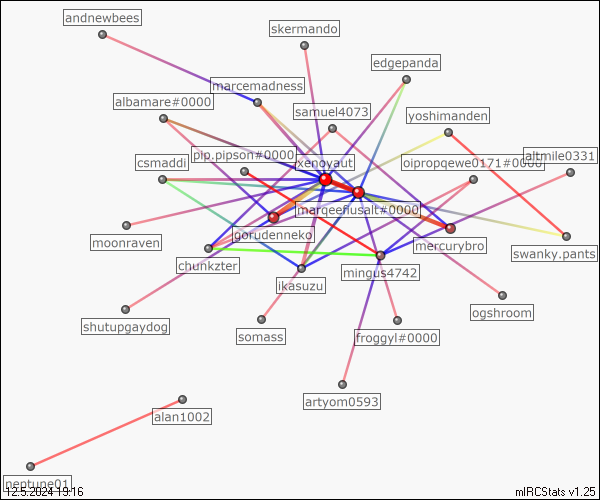 andnewbees
skermando
edgepanda
marcemadness
albamare#0000
samuel4073
yoshimanden
pip.pipson#0000
xenoyaut
csmaddi
oipropqewe0171#0000
altmile0331
marqeeflusalt#0000
gorudenneko
moonraven
mercurybro
swanky.pants
chunkzter
mingus4742
ikasuzu
ogshroom
shutupgaydog
somass
froggyl#0000
artyom0593
alan1002
neptune01
12.5.2024 19:16
mIRCStats v1.25